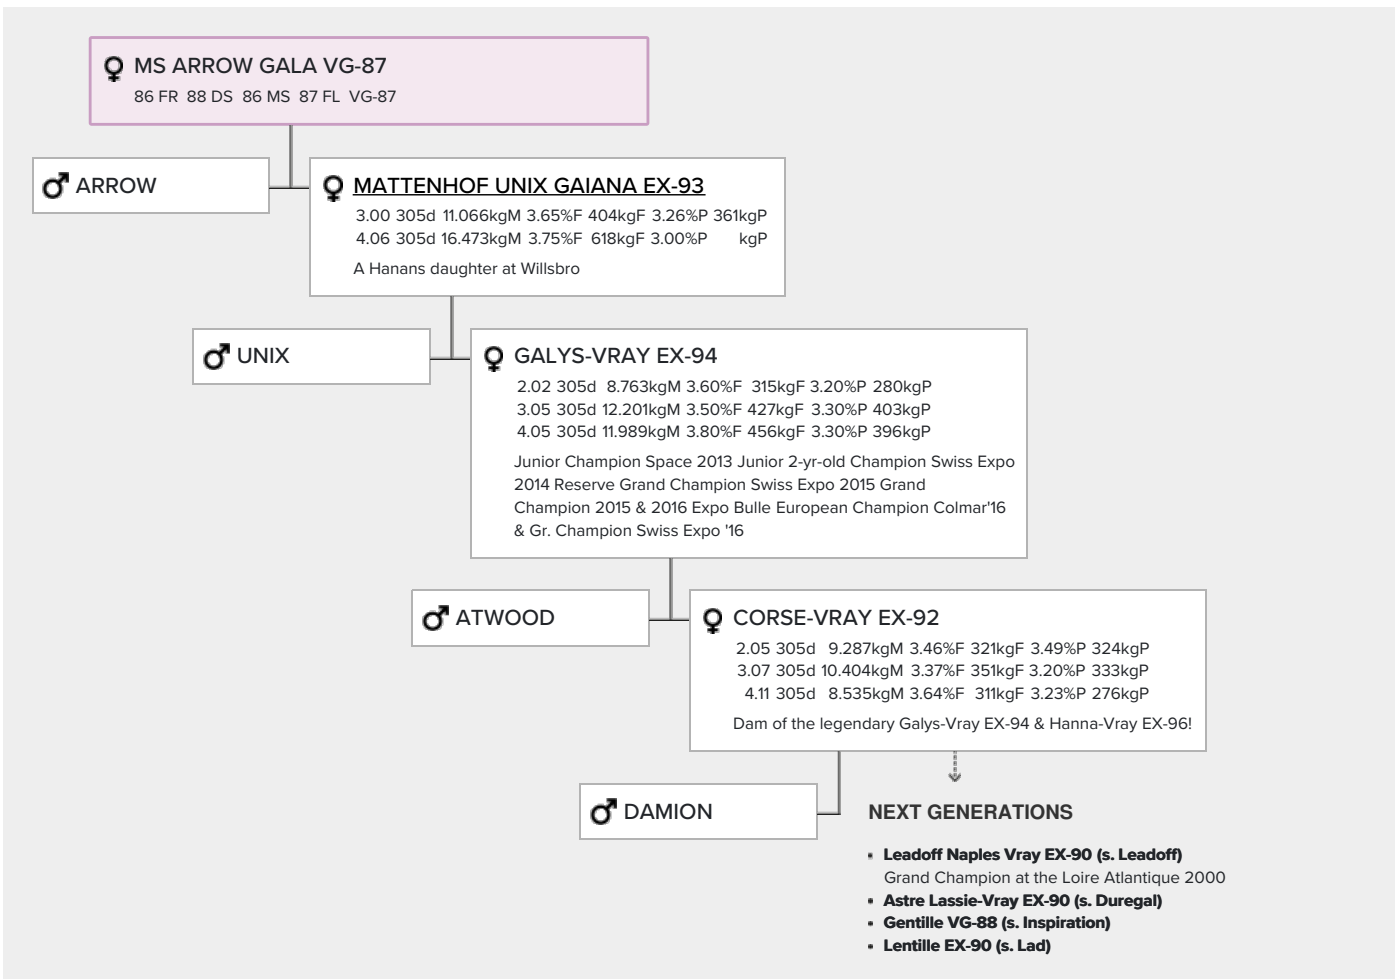 MS ARROW GALA VG-87
86 FR 88 DS 86 MS 87 FL VG-87
ARROW
MATTENHOF UNIX GAIANA EX-93
3.00 305d 11.066kgM 3.65%F 404kgF 3.26%P 361kgP
4.06 305d 16.473kgM 3.75%F 618kgF 3.00%P kgP
A Hanans daughter at Willsbro
UNIX
GALYS-VRAY EX-94
2.02 305d 8.763kgM 3.60%F 315kgF 3.20%P 280kgP
3.05 305d 12.201kgM 3.50%F 427kgF 3.30%P 403kgP
4.05 305d 11.989kgM 3.80%F 456kgF 3.30%P 396kgP
Junior Champion Space 2013 Junior 2-yr-old Champion Swiss Expo
2014 Reserve Grand Champion Swiss Expo 2015 Grand
Champion 2015 & 2016 Expo Bulle European Champion Colmar'16
& Gr. Champion Swiss Expo '16
ATWOOD
CORSE-VRAY EX-92
2.05 305d 9.287kgM 3.46%F 321kgF 3.49%P 324kgP
3.07 305d 10.404kgM 3.37%F 351kgF 3.20%P 333kgP
4.11 305d 8.535kgM 3.64%F 311kgF 3.23%P 276kgP
Dam of the legendary Galys-Vray EX-94 & Hanna-Vray EX-96!
DAMION
NEXT GENERATIONS
• Leadoff Naples Vray EX-90 (s. Leadoff)
Grand Champion at the Loire Atlantique 2000
• Astre Lassie-Vray EX-90 (s. Duregal)
• Gentille VG-88 (s. Inspiration)
• Lentille EX-90 (s. Lad)